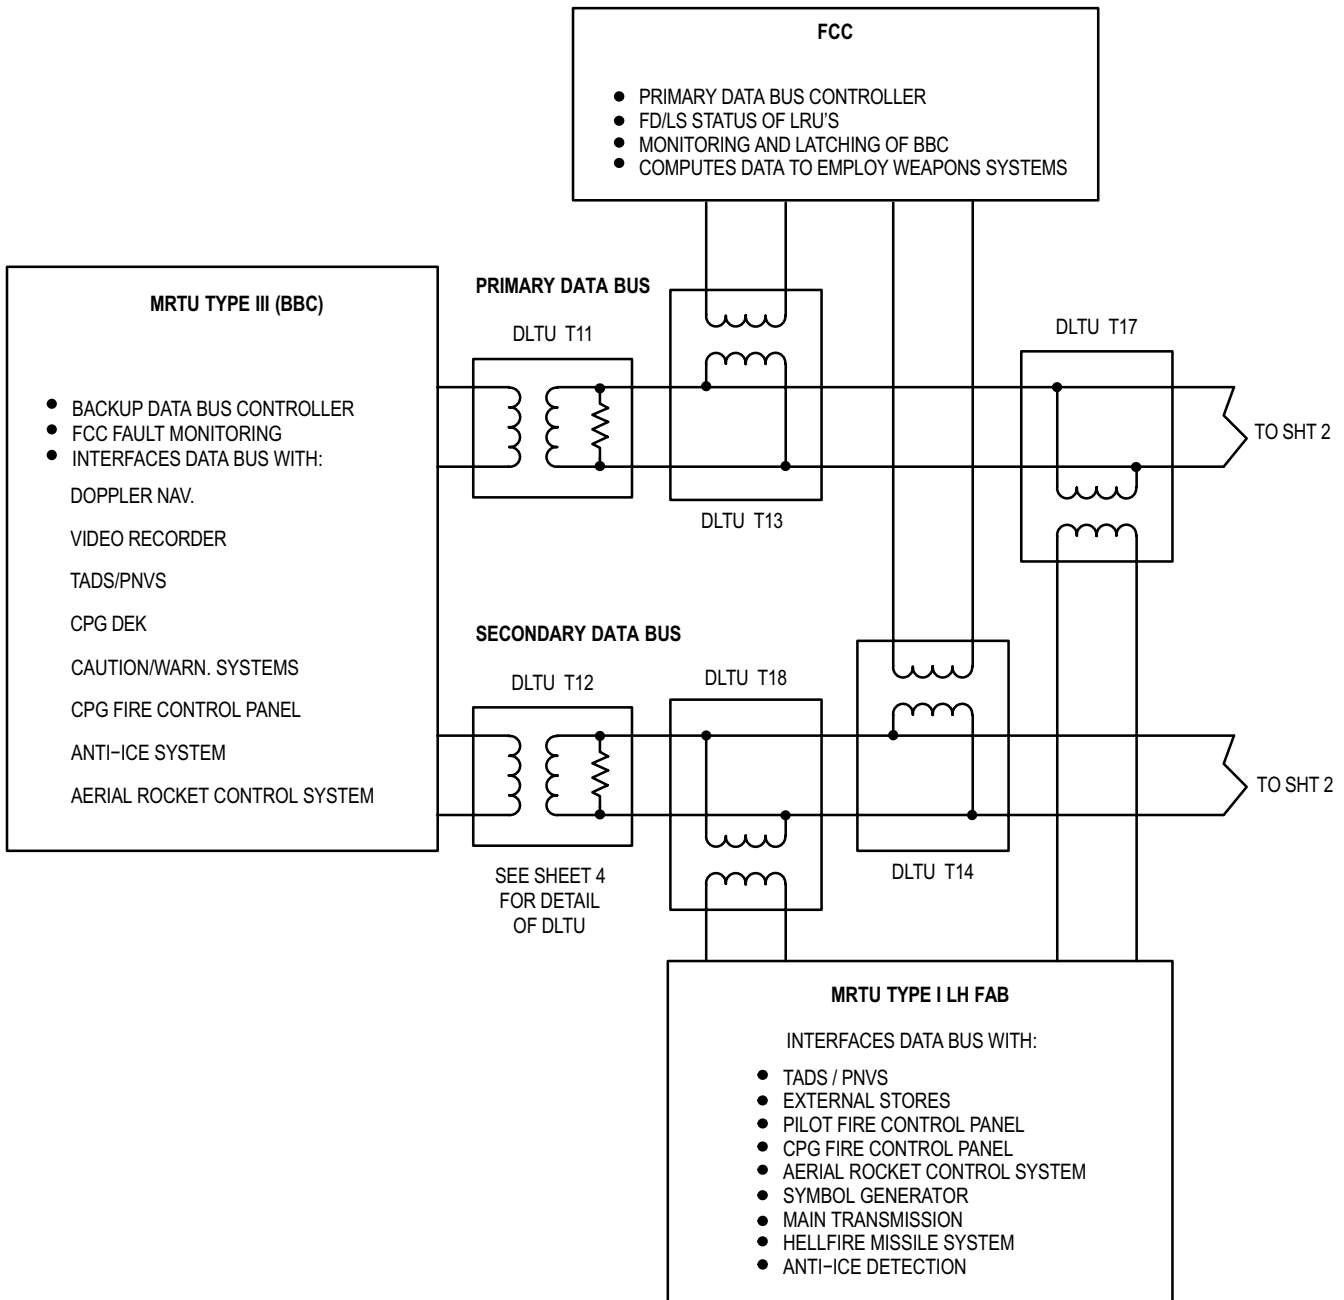 FCC
● PRIMARY DATA BUS CONTROLLER
● FD/LS STATUS OF LRU'S
● MONITORING AND LATCHING OF BBC
● COMPUTES DATA TO EMPLOY WEAPONS SYSTEMS
MRTU TYPE III (BBC)
● BACKUP DATA BUS CONTROLLER
● FCC FAULT MONITORING
● INTERFACES DATA BUS WITH:
DOPPLER NAV.
VIDEO RECORDER
TADS/PNVS
CPG DEK
CAUTION/WARN. SYSTEMS
CPG FIRE CONTROL PANEL
ANTI−ICE SYSTEM
AERIAL ROCKET CONTROL SYSTEM
PRIMARY DATA BUS
DLTU T11
DLTU T13
DLTU T17
TO SHT 2
SECONDARY DATA BUS
DLTU T12
DLTU T18
DLTU T14
TO SHT 2
SEE SHEET 4
FOR DETAIL
OF DLTU
MRTU TYPE I LH FAB
INTERFACES DATA BUS WITH:
● TADS / PNVS
● EXTERNAL STORES
● PILOT FIRE CONTROL PANEL
● CPG FIRE CONTROL PANEL
● AERIAL ROCKET CONTROL SYSTEM
● SYMBOL GENERATOR
● MAIN TRANSMISSION
● HELLFIRE MISSILE SYSTEM
● ANTI−ICE DETECTION